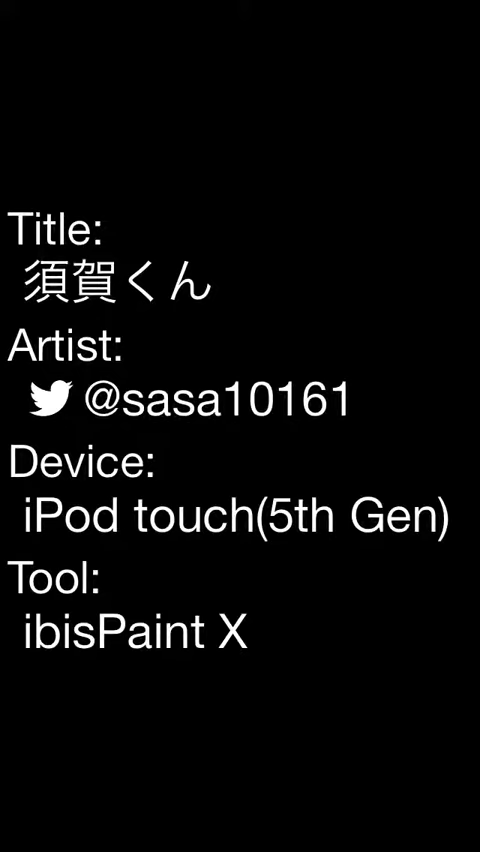 Title:
須賀くん
Artist:
@sasa10161
Device:
iPod touch(5th Gen)
Tool:
ibisPaint X